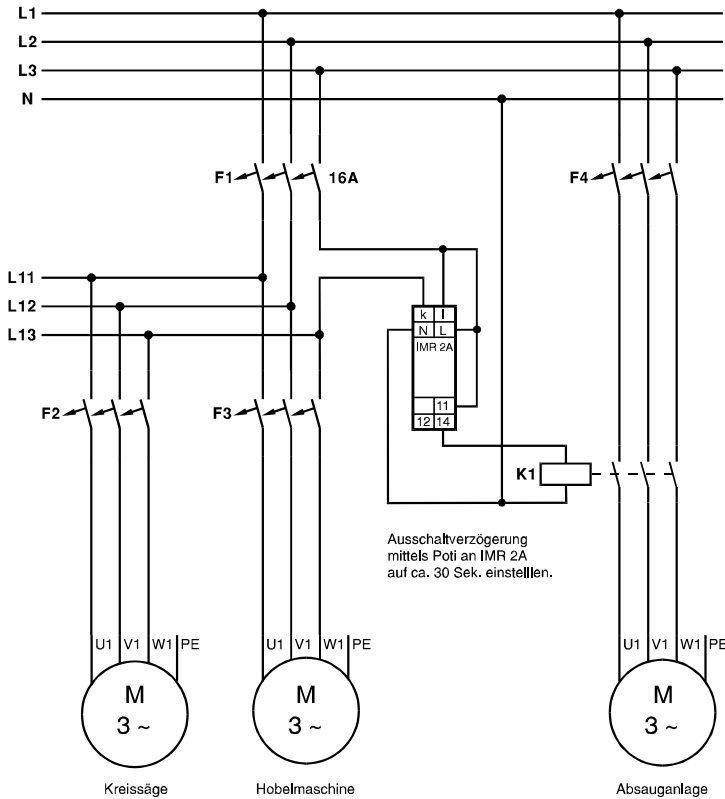 L1
L2
L3
N
F1
16A
F4
L11
L12
L13
k l
N L
IMR 2A
11
12 14
F2
F3
K1
Ausschaltverzögerung
mittels Poti an IMR 2A
auf ca. 30 Sek. einstelllen.
U1 V1 W1 PE
U1 V1 W1 PE
U1 V1 W1 PE
M
3 ~
M
3 ~
M
3 ~
Kreissäge
Hobelmaschine
Absauganlage